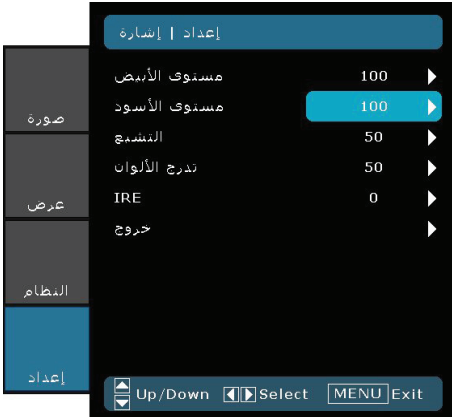 إعداد | إشارة
مستوى الأبيض 100
مستوى الأسود 100
التشبع 50
تدرج الألوان 50
IRE 0
خروج
صورة
عرض
النظام
إعداد
Up/Down Select MENU Exit